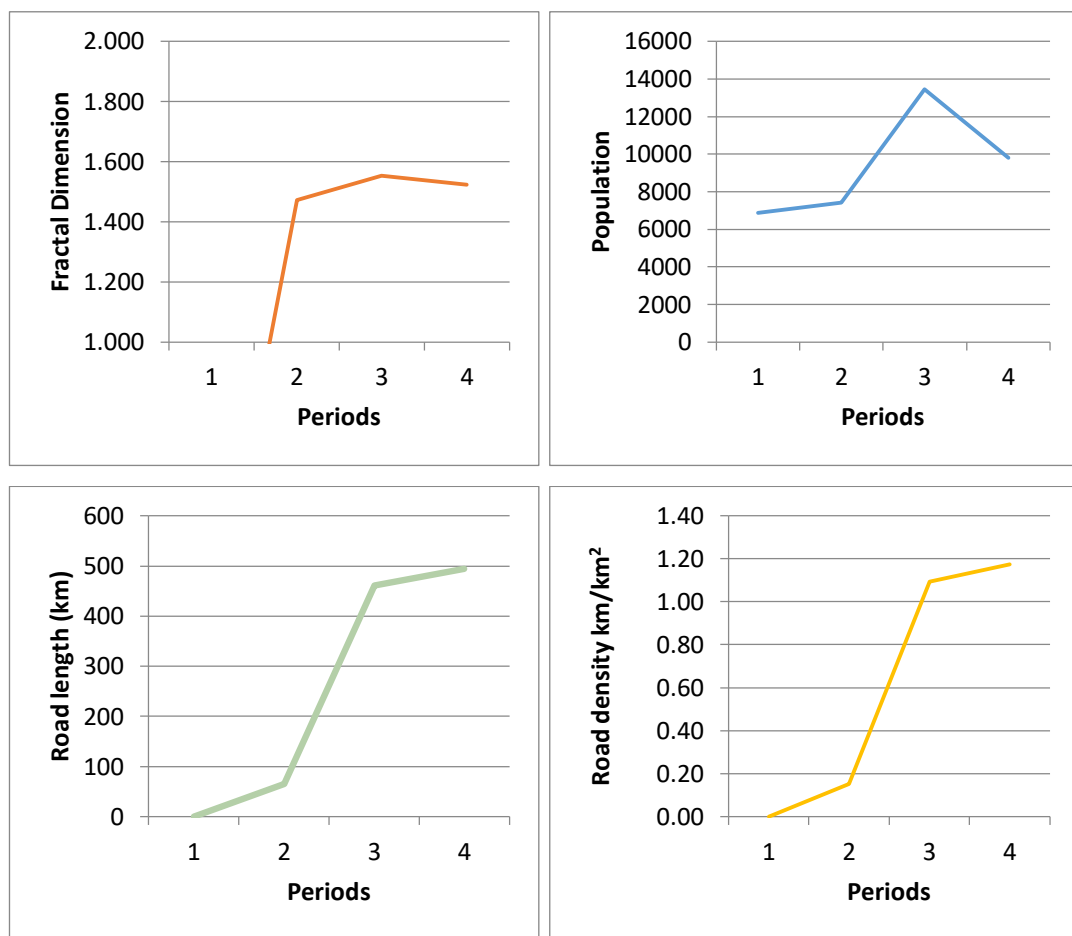 Fractal Dimension
2.000
1.800
1.600
1.400
1.200
1.000
1 2 3 4
Periods
Population
16000
14000
12000
10000
8000
6000
4000
2000
0
1 2 3 4
Periods
Road length (km)
600
500
400
300
200
100
0
1 2 3 4
Periods
Road density km/km²
1.40
1.20
1.00
0.80
0.60
0.40
0.20
0.00
1 2 3 4
Periods